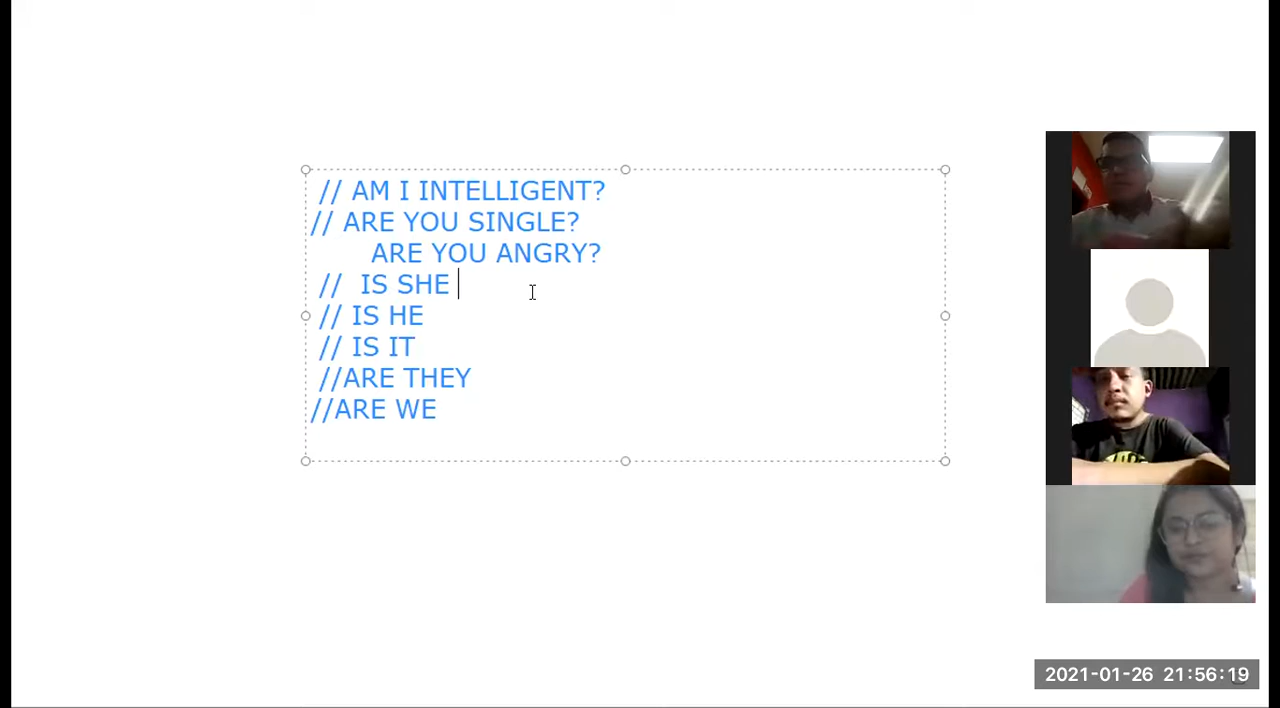 // AM I INTELLIGENT?
// ARE YOU SINGLE?
ARE YOU ANGRY?
// IS SHE
// IS HE
// IS IT
//ARE THEY
//ARE WE
2021-01-26 21:56:19